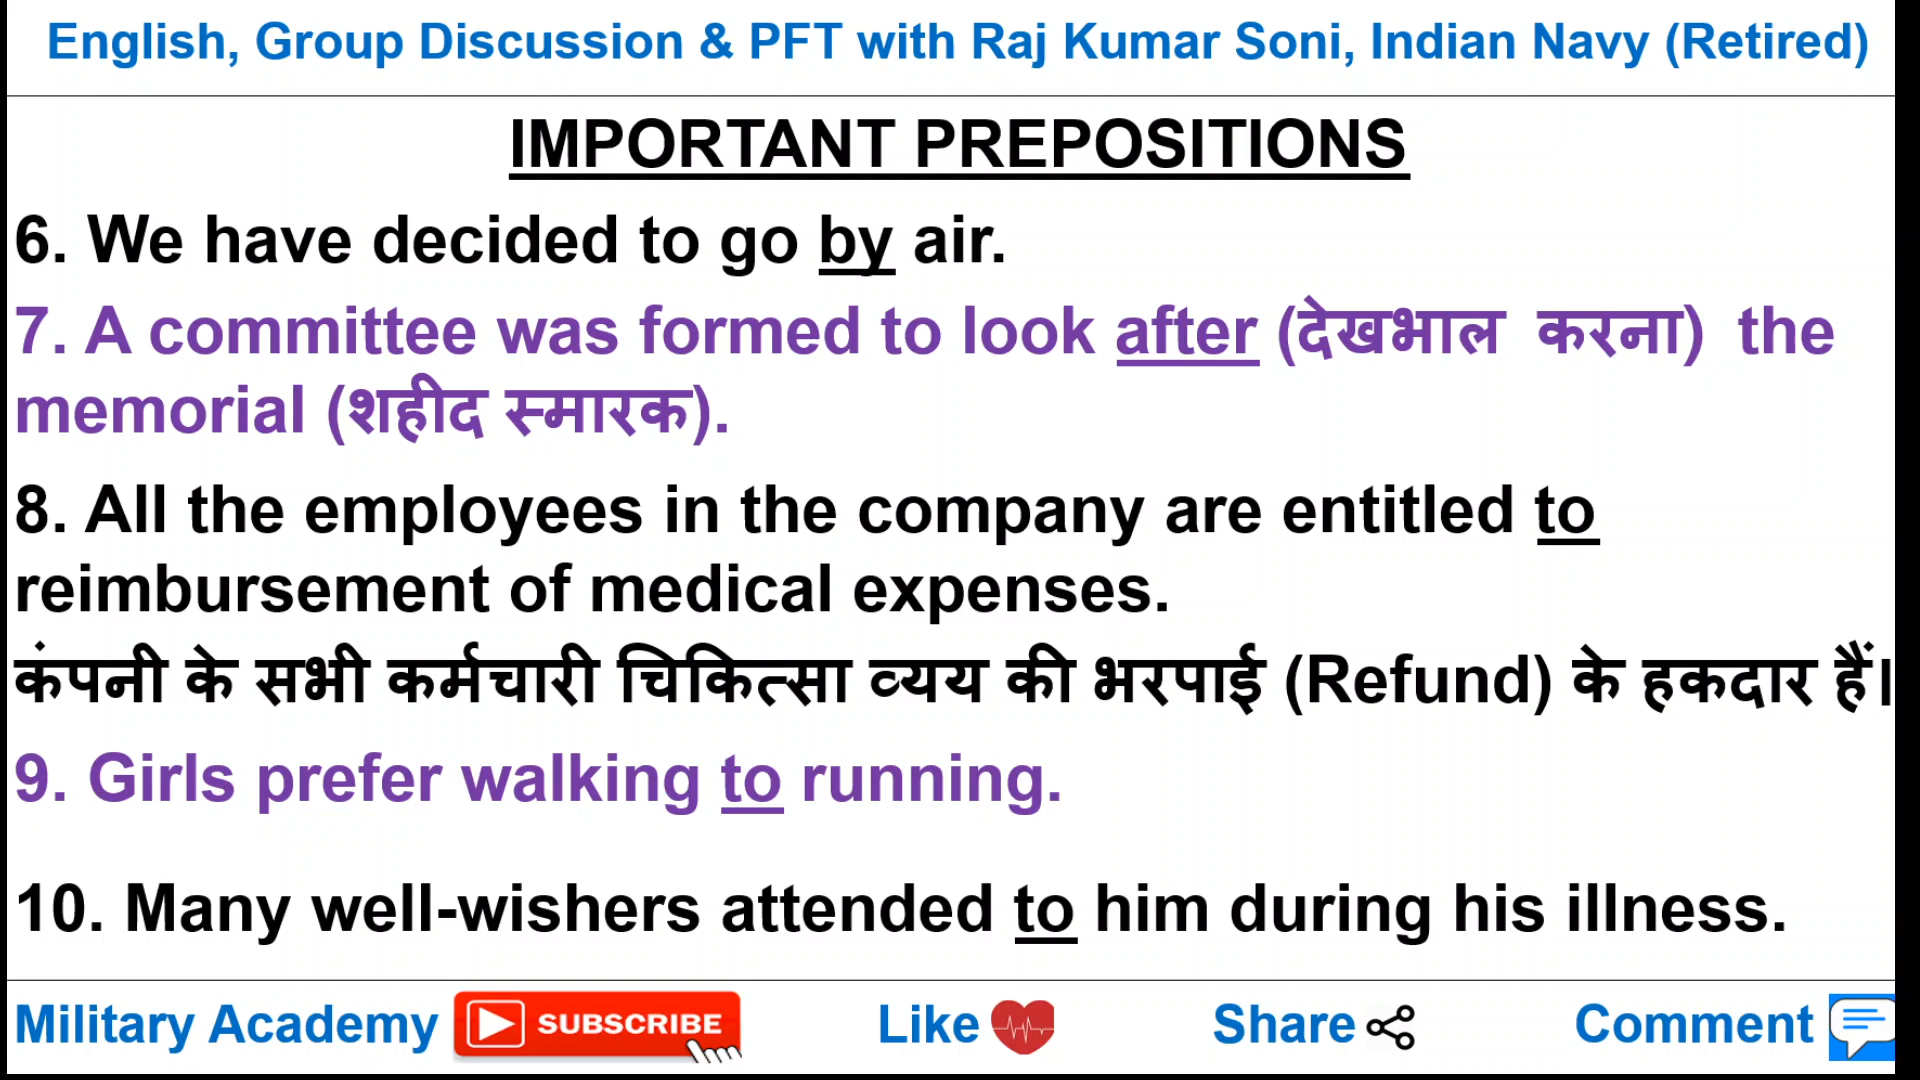 English, Group Discussion & PFT with Raj Kumar Soni, Indian Navy (Retired)
IMPORTANT PREPOSITIONS
6. We have decided to go by air.
7. A committee was formed to look after (देखभाल करना) the
memorial (शहीद स्मारक).
8. All the employees in the company are entitled to
reimbursement of medical expenses.
कंपनी के सभी कर्मचारी चिकित्सा व्यय की भरपाई (Refund) के हकदार हैं।
9. Girls prefer walking to running.
10. Many well-wishers attended to him during his illness.
Military Academy SUBSCRIBE Like Share Comment